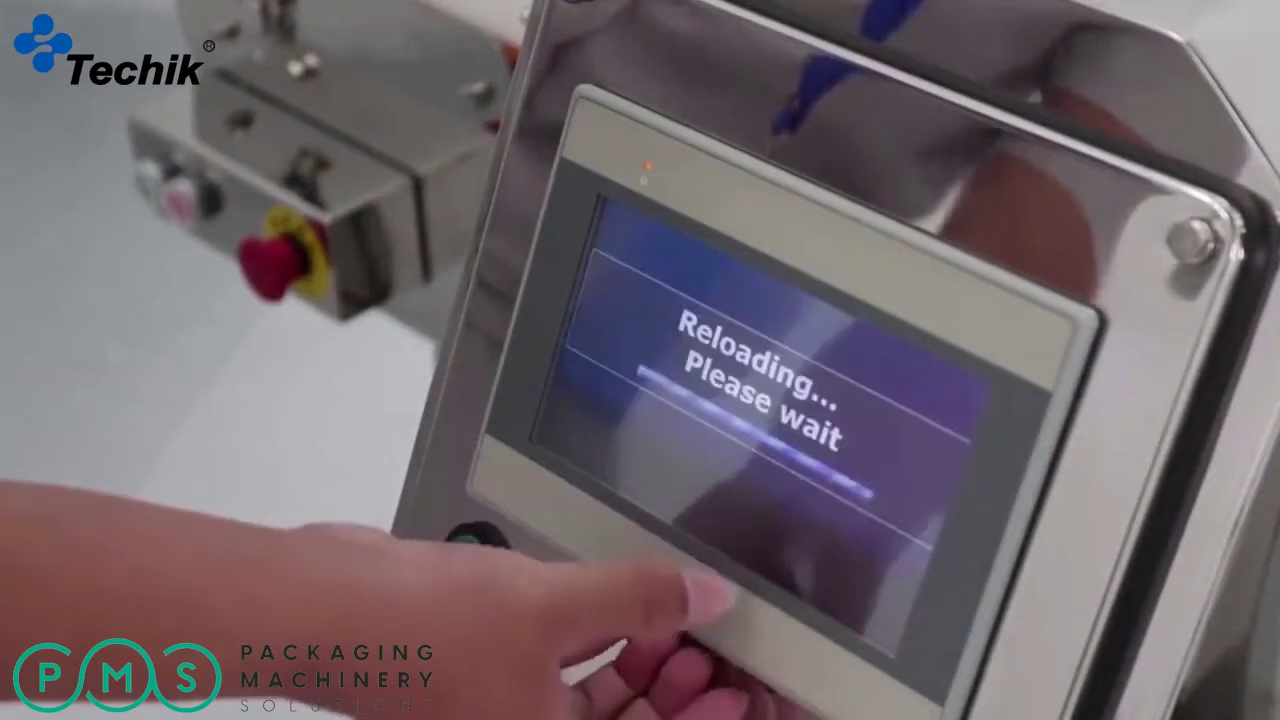 Techik®
Reloading...
Please wait
PMS
PACKAGING
MACHINERY
SOLUTIONS